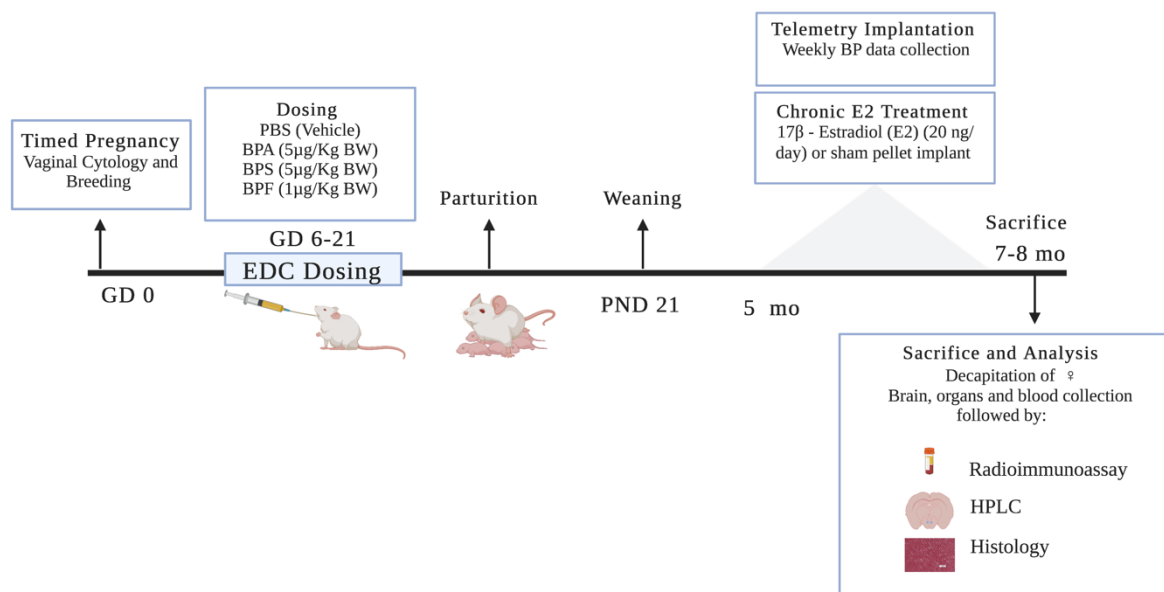 Timed Pregnancy
Vaginal Cytology and
Breeding
Dosing
PBS (Vehicle)
BPA (5µg/Kg BW)
BPS (5µg/Kg BW)
BPF (1µg/Kg BW)
GD 6-21
EDC Dosing
GD 0
Parturition
Weaning
PND 21
Telemetry Implantation
Weekly BP data collection
Chronic E2 Treatment
17β - Estradiol (E2) (20 ng/
day) or sham pellet implant
5 mo
Sacrifice
7-8 mo
Sacrifice and Analysis
Decapitation of ♀
Brain, organs and blood collection
followed by:
Radioimmunoassay
HPLC
Histology